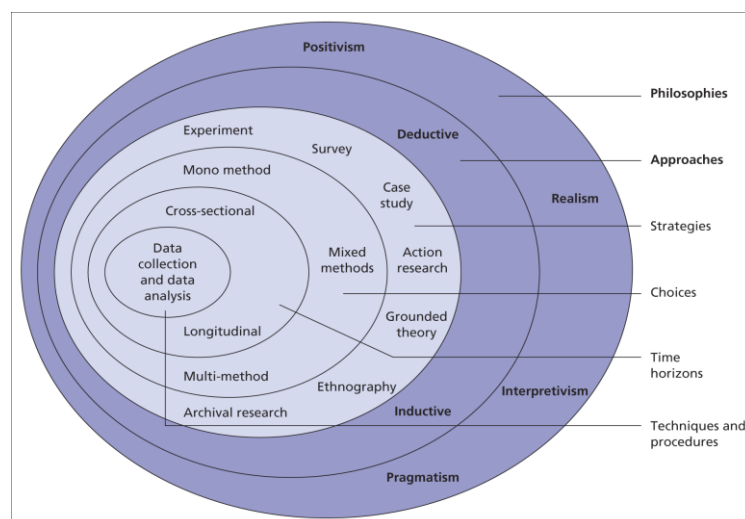 Positivism
Philosophies
Deductive
Approaches
Experiment
Survey
Mono method
Case
study
Realism
Cross-sectional
Strategies
Data
collection
and data
analysis
Mixed
methods
Action
research
Choices
Longitudinal
Grounded
theory
Time
horizons
Multi-method
Ethnography
Interpretivism
Archival research
Inductive
Techniques and
procedures
Pragmatism